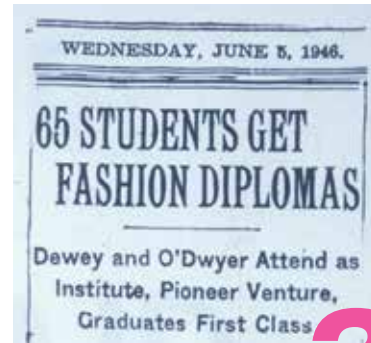 WEDNESDAY, JUNE 5, 1946.
65 STUDENTS GET
FASHION DIPLOMAS
Dewey and O'Dwyer Attend as
Institute, Pioneer Venture,
Graduates First Class